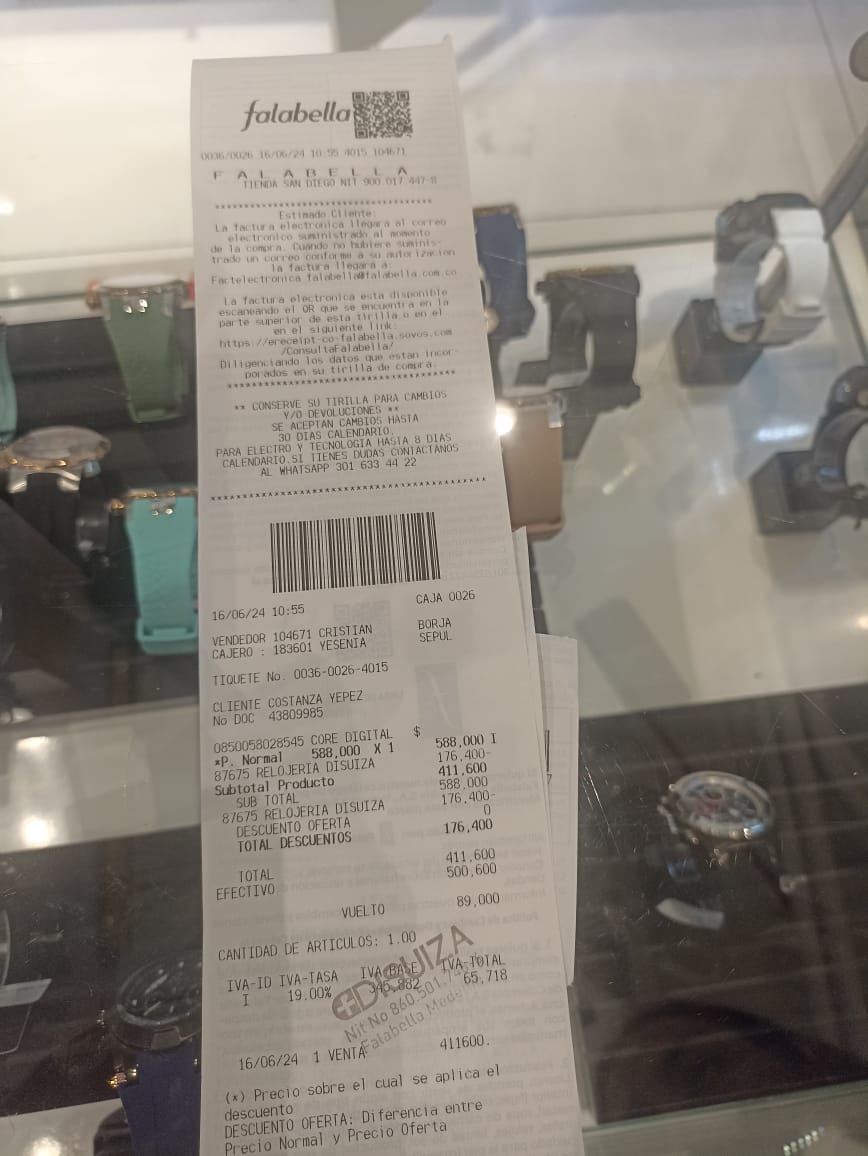 falabella
0036/0026 16/06/24 10:55 4015 104671
F A L A B E L L A
TIENDA SAN DIEGO NIT 900.017.447-8
****************************************
Estimado Cliente:
La factura electronica llegara al correo
electronico suministrado al momento
de la compra. Cuando no hubiere suminis-
trado un correo conforme a su autorizacion
la factura llegara a:
Factelectronica falabella@falabella.com.co
La factura electronica esta disponible
escaneando el QR que se encuentra en la
parte superior de esta tirilla o en el
en el siguiente link:
https://ereceipt-co-falabella.sovos.com
/ConsultaFalabella/
Diligenciando los datos que estan incor-
porados en su tirilla de compra.
****************************************
** CONSERVE SU TIRILLA PARA CAMBIOS
Y/O DEVOLUCIONES **
SE ACEPTAN CAMBIOS HASTA
30 DIAS CALENDARIO.
PARA ELECTRO Y TECNOLOGIA HASTA 8 DIAS
CALENDARIO.SI TIENES DUDAS CONTACTANOS
AL WHATSAPP 301 633 44 22
****************************************
16/06/24 10:55 CAJA 0026
VENDEDOR 104671 CRISTIAN BORJA
CAJERO : 183601 YESENIA SEPUL
TIQUETE No. 0036-0026-4015
CLIENTE COSTANZA YEPEZ
No DOC 43809985
0850058028545 CORE DIGITAL $
*P. Normal 588,000 X 1 588,000 I
87675 RELOJERIA DISUIZA 176,400-
Subtotal Producto 411,600
SUB TOTAL 588,000
87675 RELOJERIA DISUIZA 176,400-
DESCUENTO OFERTA 0
TOTAL DESCUENTOS 176,400
TOTAL 411,600
EFECTIVO 500,600
VUELTO 89,000
CANTIDAD DE ARTICULOS: 1.00
IVA-ID IVA-TASA IVA-BASE IVA-TOTAL
I 19.00% 345,882 65,718
DISUIZA
Nit No 860.501.
Falabella
16/06/24 1 VENTA 411600.
(*) Precio sobre el cual se aplica el
descuento
DESCUENTO OFERTA: Diferencia entre
Precio Normal y Precio Oferta